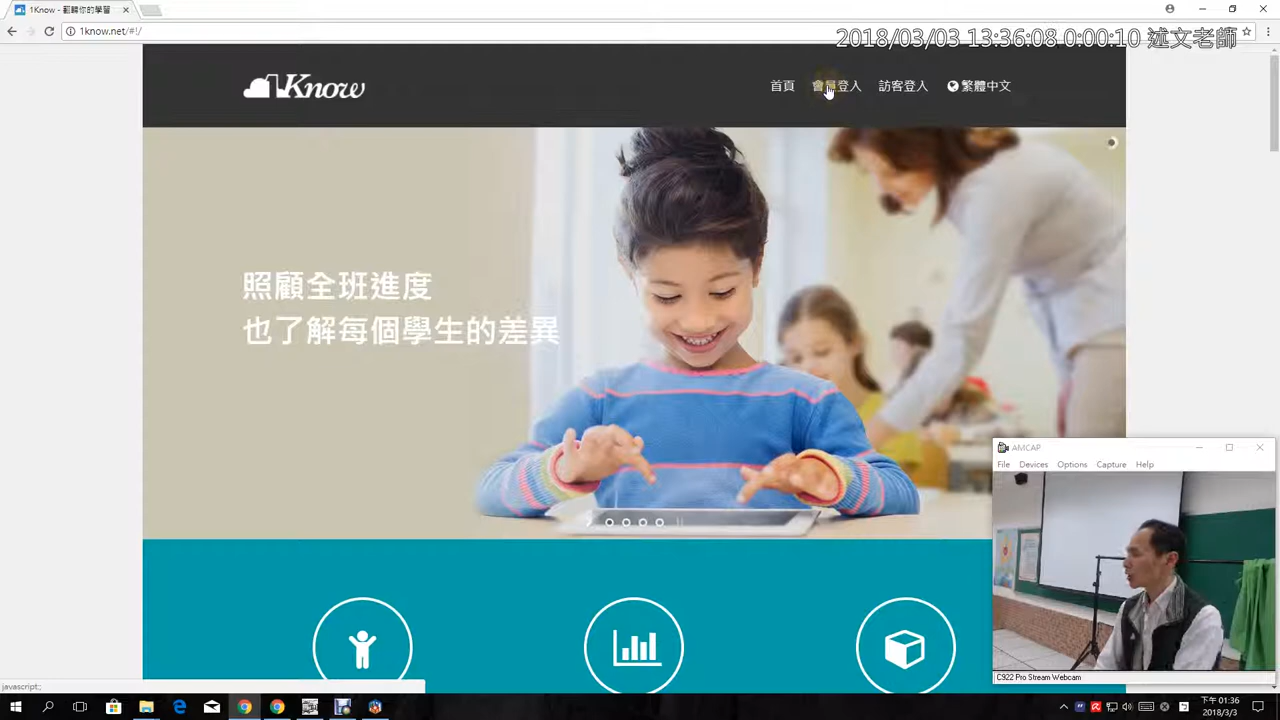 1Know - 翻轉你的學習
1know.net/#!/
2018/03/03 13:36:08 0:00:10 述文老師
1Know
首頁
會員登入
訪客登入
繁體中文
照顧全班進度
也了解每個學生的差異
AMCAP
File Devices Options Capture Help
C922 Pro Stream Webcam
javascript:;
下午 01:36
2018/3/3